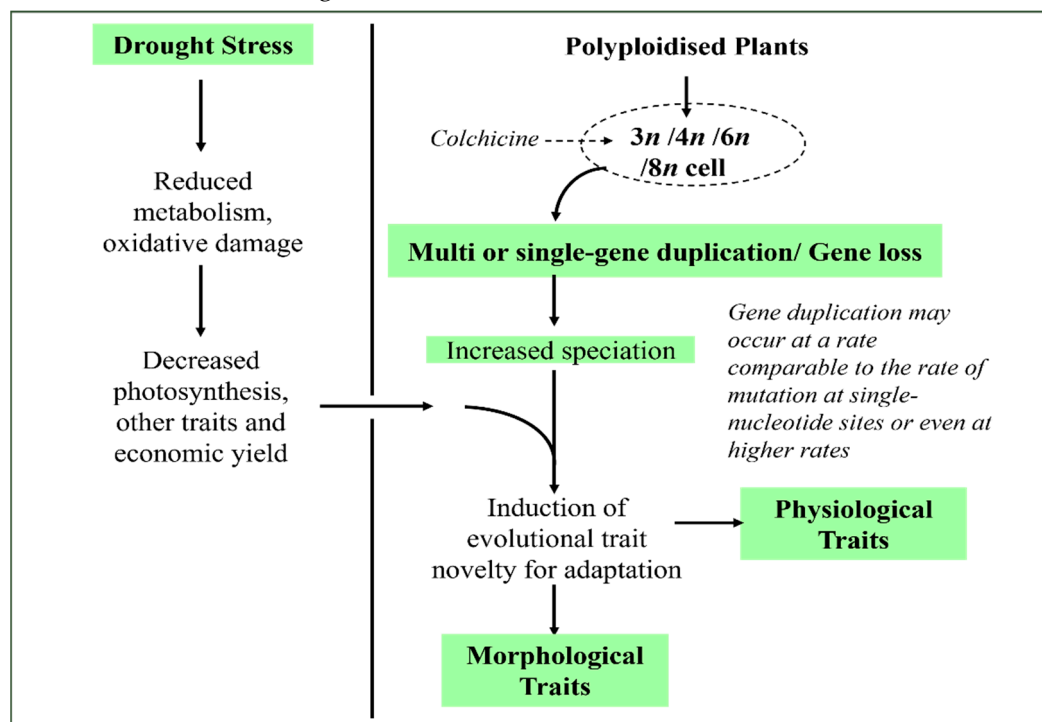 Drought Stress
Reduced
metabolism,
oxidative damage
Decreased
photosynthesis,
other traits and
economic yield
Polyploidised Plants
Colchicine
3n /4n /6n
/8n cell
Multi or single-gene duplication/ Gene loss
Increased speciation
Gene duplication may
occur at a rate
comparable to the rate of
mutation at single-
nucleotide sites or even at
higher rates
Induction of
evolutional trait
novelty for adaptation
Physiological
Traits
Morphological
Traits